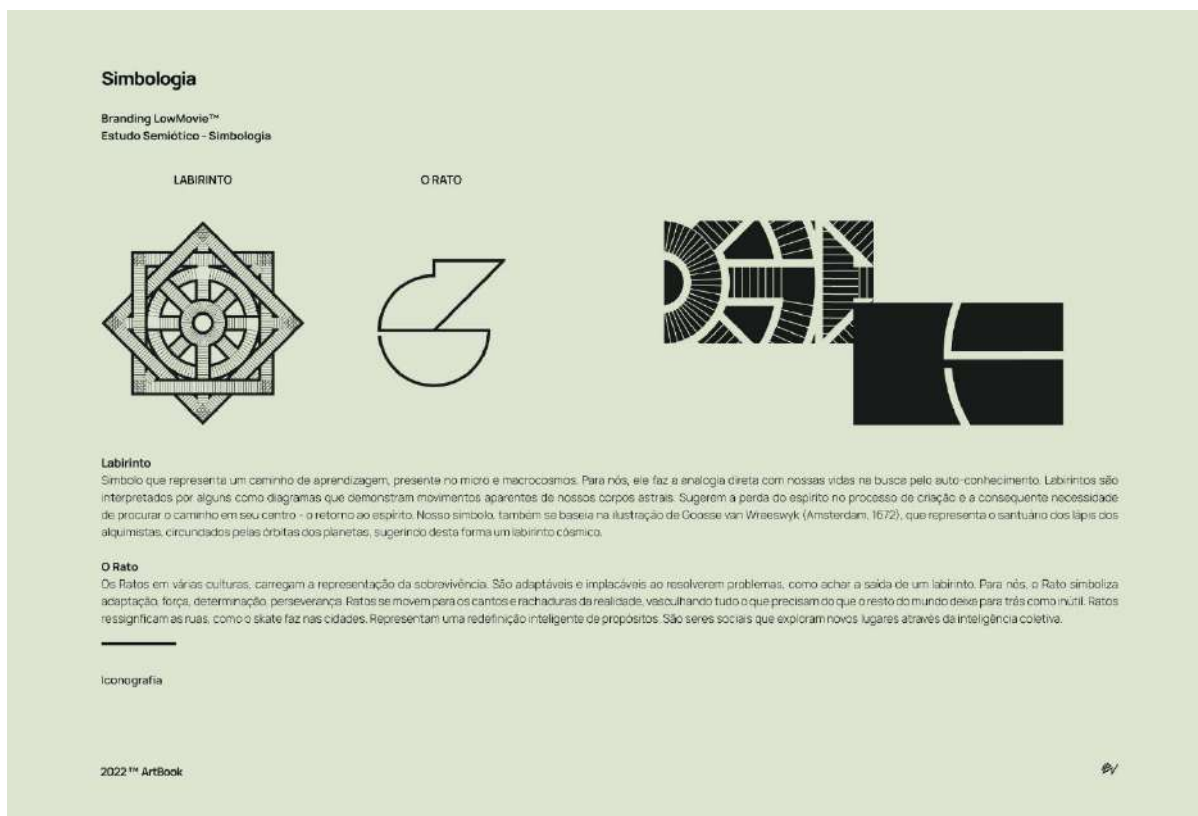 Simbologia
Branding LowMovie™
Estudo Semiótico - Simbologia
LABIRINTO
O RATO
Labirinto
Símbolo que representa um caminho de aprendizagem, presente no micro e macrocosmos. Para nós, ele faz a analogia direta com nossas vidas na busca pelo auto-conhecimento. Labirintos são
interpretados por alguns como diagramas que demonstram movimentos aparentes de nossos corpos astrais. Sugerem a perda do espírito no processo de criação e a consequente necessidade
de procurar o caminho em seu centro - o retorno ao espírito. Nosso símbolo, também se baseia na ilustração de Goosse van Wreeswyk (Amsterdam, 1672), que representa o santuário dos lápis dos
alquimistas, circundados pelas órbitas dos planetas, sugerindo desta forma um labirinto cósmico.
O Rato
Os Ratos em várias culturas, carregam a representação da sobrevivência. São adaptáveis e implacáveis ao resolverem problemas, como achar a saída de um labirinto. Para nós, o Rato simboliza
adaptação, força, determinação, perseverança. Ratos se movem para os cantos e rachaduras da realidade, vasculhando tudo o que precisam do que o resto do mundo deixa para trás como inútil. Ratos
ressignficam as ruas, como o skate faz nas cidades. Representam uma redefinição inteligente de propósitos. São seres sociais que exploram novos lugares através da inteligência coletiva.
Iconografia
2022™ ArtBook